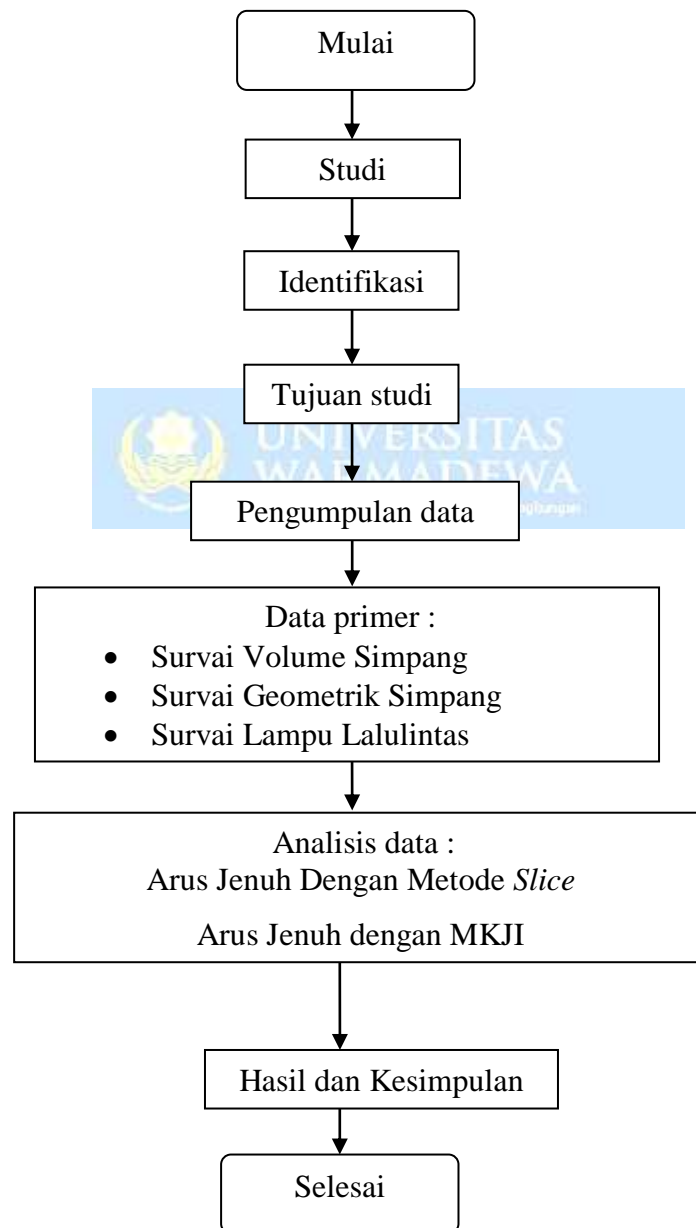 Mulai
Studi
Identifikasi
Tujuan studi
UNIVERSITAS
WARMADEWA
Pengumpulan data
Data primer :
• Survai Volume Simpang
• Survai Geometrik Simpang
• Survai Lampu Lalulintas
Analisis data :
Arus Jenuh Dengan Metode Slice
Arus Jenuh dengan MKJI
Hasil dan Kesimpulan
Selesai